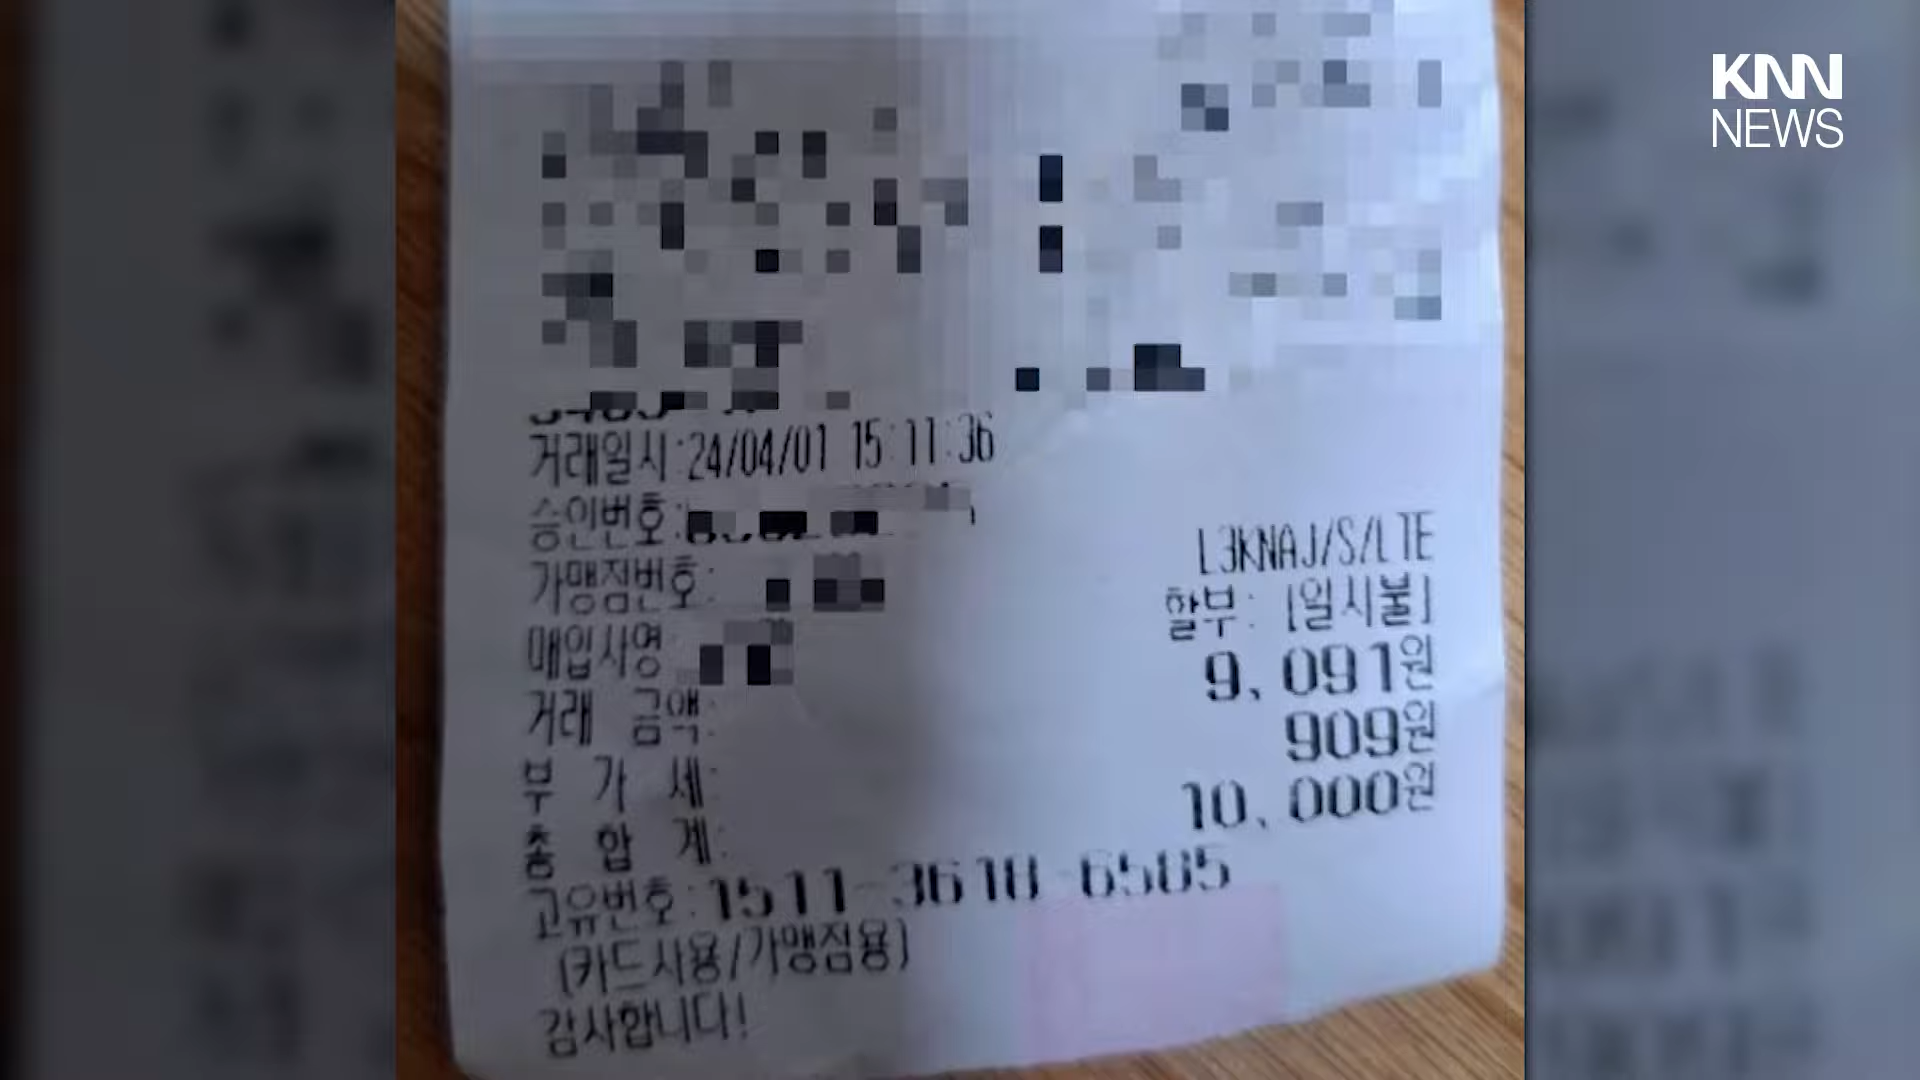 KNN
NEWS
거래일시:24/04/01 15:11:36
승인번호:
L3KNAJ/S/LTE
가맹점번호:
할부: [일시불]
매입사명
9,091원
거래 금액:
909원
부 가 세:
10,000원
총 합 계:
고유번호:1511-3618-6585
(카드사용/가맹점용)
감사합니다!